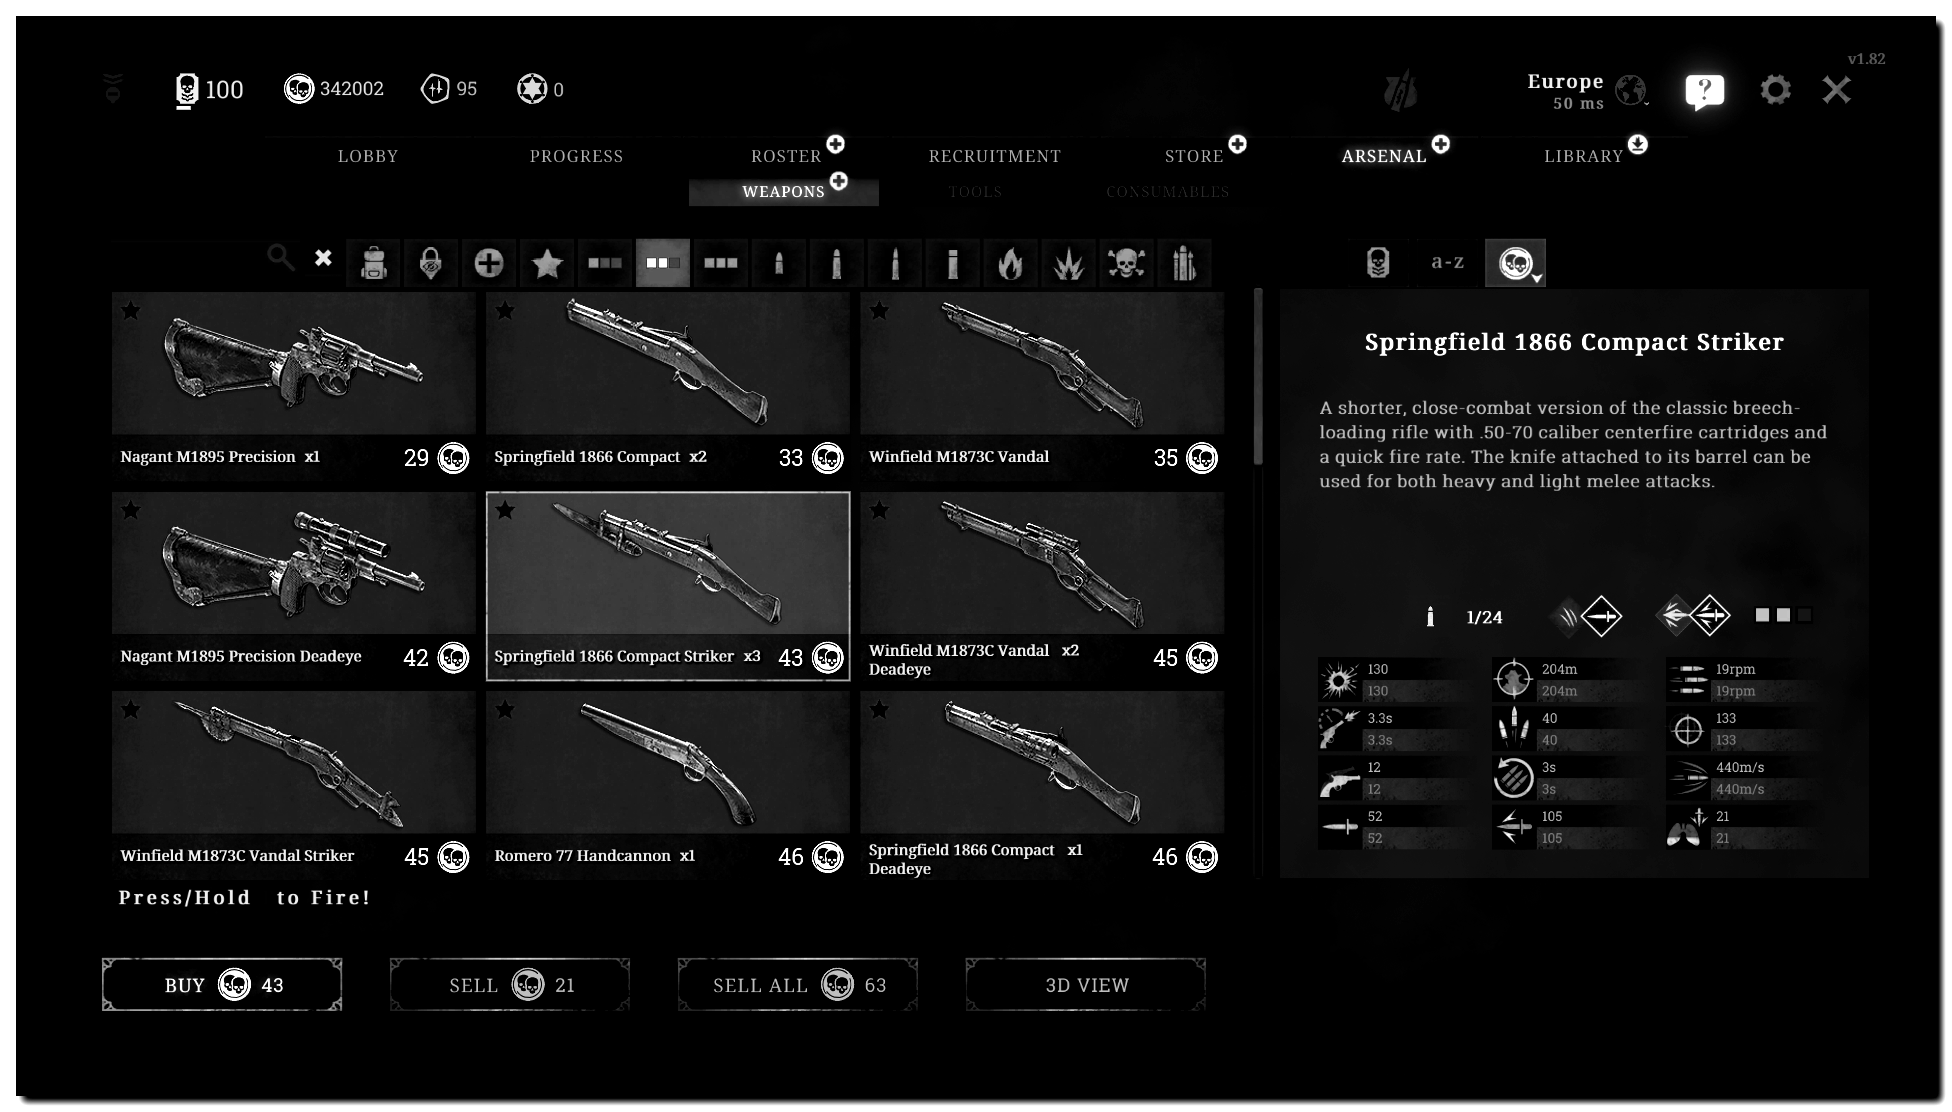 v1.82
100 342002 95 0 Europe
50 ms
LOBBY PROGRESS ROSTER RECRUITMENT STORE ARSENAL LIBRARY
WEAPONS TOOLS CONSUMABLES
a-z
Springfield 1866 Compact Striker
A shorter, close-combat version of the classic breech-
loading rifle with .50-70 caliber centerfire cartridges and
a quick fire rate. The knife attached to its barrel can be
used for both heavy and light melee attacks.
Nagant M1895 Precision x1 29
Springfield 1866 Compact x2 33
Winfield M1873C Vandal 35
Nagant M1895 Precision Deadeye 42
Springfield 1866 Compact Striker x3 43
Winfield M1873C Vandal x2
Deadeye
45
Winfield M1873C Vandal Striker 45
Romero 77 Handcannon x1 46
Springfield 1866 Compact x1
Deadeye
46
1/24
130 204m 19rpm
130 204m 19rpm
3.3s 40 133
3.3s 40 133
12 3s 440m/s
12 3s 440m/s
52 105 21
52 105 21
Press/Hold to Fire!
BUY 43 SELL 21 SELL ALL 63 3D VIEW